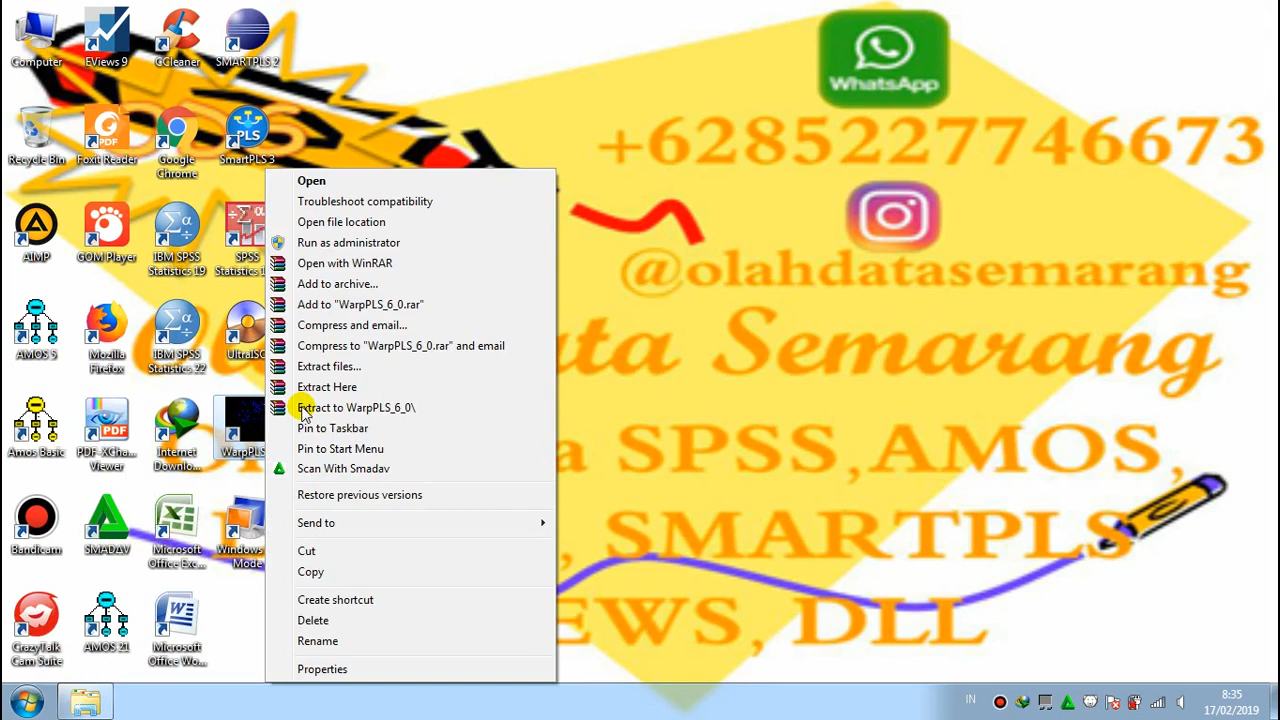 Computer
EViews 9
CCleaner
SMARTPLS 2
WhatsApp
+6285227746673
Recycle Bin
Foxit Reader
Google
Chrome
SmartPLS 3
@olahdatasemarang
AIMP
GOM Player
IBM SPSS
Statistics 19
SPSS
AMOS 5
Mozilla
Firefox
IBM SPSS
Statistics 22
UltraISO
Semarang
Amos Basic
PDF-XCha...
Viewer
Internet
Downlo...
WarpPLS
SPSS, AMOS,
Bandicam
SMADΔV
Microsoft
Office Exc...
Windows
Mode
SMARTPLS
CrazyTalk
Cam Suite
AMOS 21
Microsoft
Office Wo...
EWS, DLL
Open
Troubleshoot compatibility
Open file location
Run as administrator
Open with WinRAR
Add to archive...
Add to "WarpPLS_6_0.rar"
Compress and email...
Compress to "WarpPLS_6_0.rar" and email
Extract files...
Extract Here
Extract to WarpPLS_6_0\
Pin to Taskbar
Pin to Start Menu
Scan With Smadav
Restore previous versions
Send to
Cut
Copy
Create shortcut
Delete
Rename
Properties
IN
8:35
17/02/2019